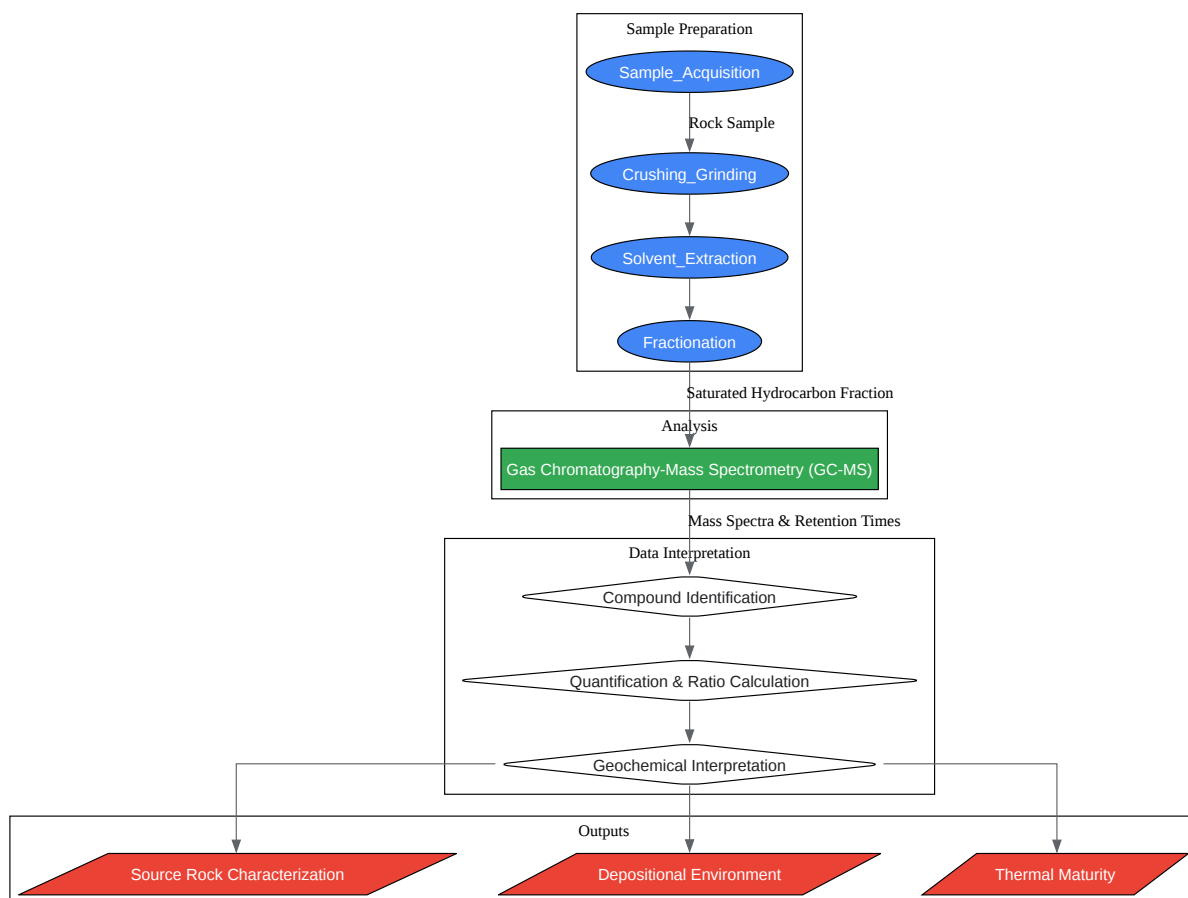 Sample Preparation
Sample_Acquisition
Rock Sample
Crushing_Grinding
Solvent_Extraction
Fractionation
Saturated Hydrocarbon Fraction
Analysis
Gas Chromatography-Mass Spectrometry (GC-MS)
Mass Spectra & Retention Times
Data Interpretation
Compound Identification
Quantification & Ratio Calculation
Geochemical Interpretation
Outputs
Source Rock Characterization
Depositional Environment
Thermal Maturity